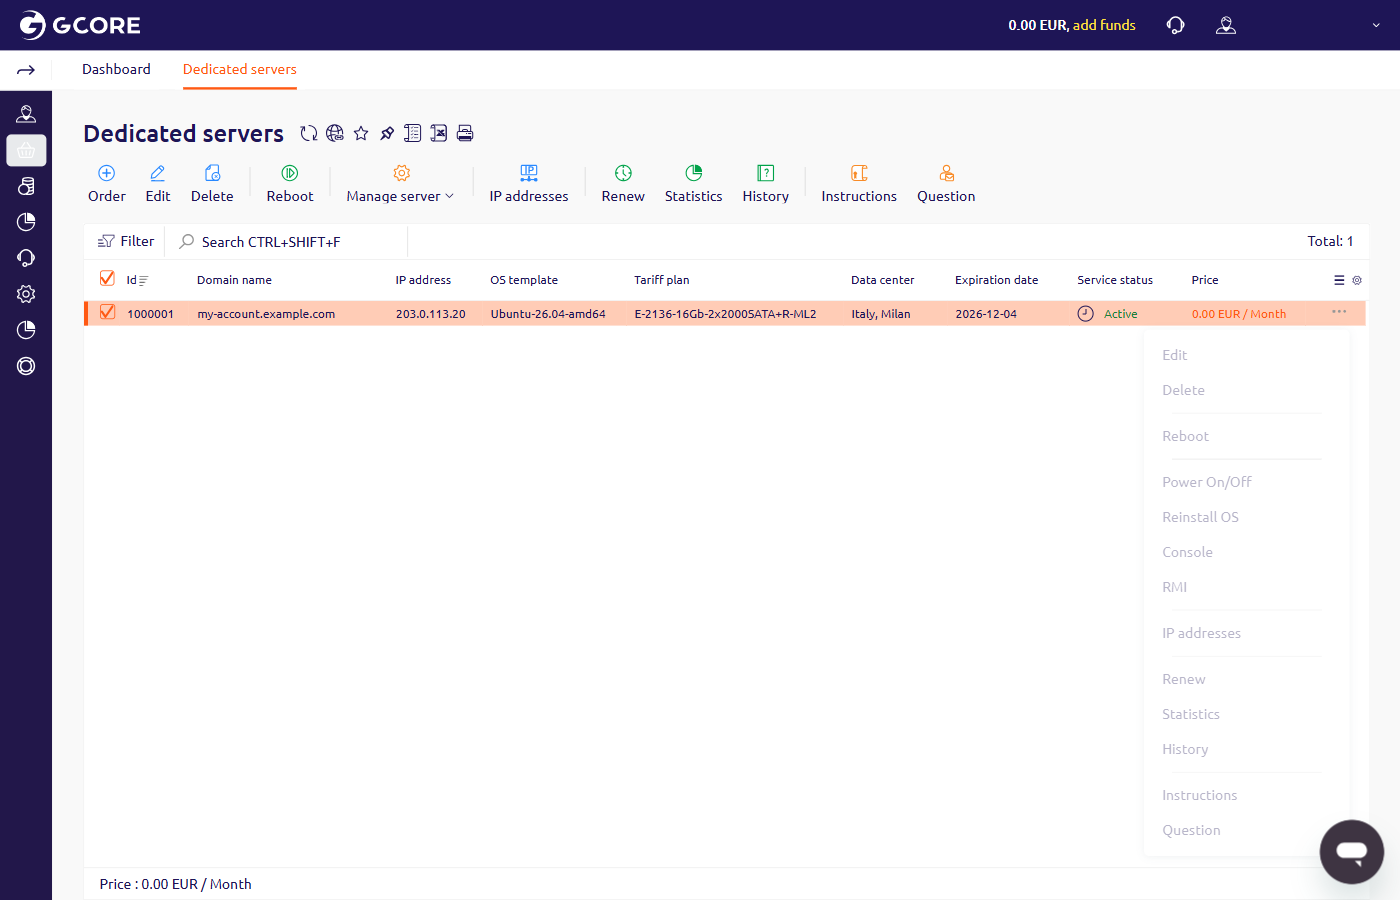 GCORE
0.00 EUR, add funds
Dashboard
Dedicated servers
Dedicated servers
Order
Edit
Delete
Reboot
Manage server
IP addresses
Renew
Statistics
History
Instructions
Question
Filter
Search CTRL+SHIFT+F
Total: 1
Id Domain name IP address OS template Tariff plan Data center Expiration date Service status Price
1000001 my-account.example.com 203.0.113.20 Ubuntu-26.04-amd64 E-2136-16Gb-2x2000SATA+R-ML2 Italy, Milan 2026-12-04 Active 0.00 EUR / Month
Edit
Delete
Reboot
Power On/Off
Reinstall OS
Console
RMI
IP addresses
Renew
Statistics
History
Instructions
Question
Price : 0.00 EUR / Month